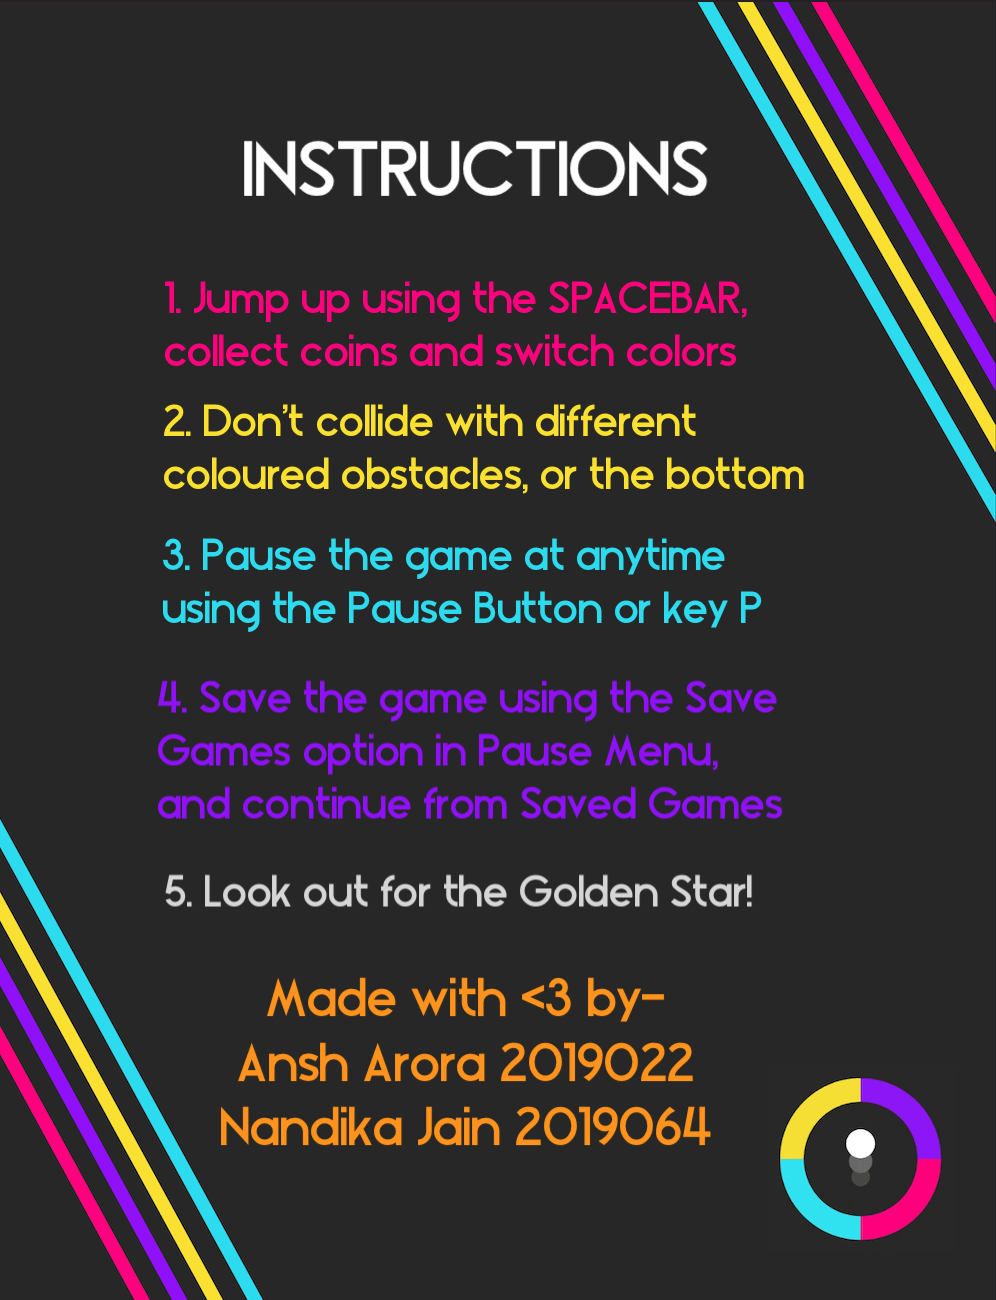 INSTRUCTIONS
1. Jump up using the SPACEBAR,
collect coins and switch colors
2. Don't collide with different
coloured obstacles, or the bottom
3. Pause the game at anytime
using the Pause Button or key P
4. Save the game using the Save
Games option in Pause Menu,
and continue from Saved Games
5. Look out for the Golden Star!
Made with <3 by-
Ansh Arora 2019022
Nandika Jain 2019064